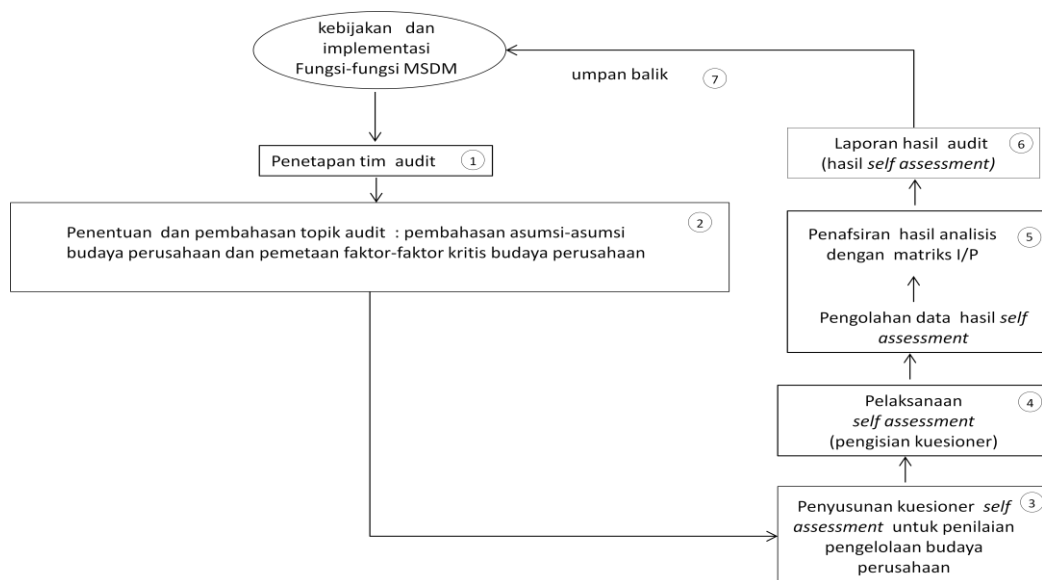 kebijakan dan
implementasi
Fungsi-fungsi MSDM
umpan balik
7
Penetapan tim audit
1
Penentuan dan pembahasan topik audit : pembahasan asumsi-asumsi
budaya perusahaan dan pemetaan faktor-faktor kritis budaya perusahaan
2
Laporan hasil audit
(hasil self assessment)
6
Penafsiran hasil analisis
dengan matriks I/P
5
Pengolahan data hasil self
assessment
Pelaksanaan
self assessment
(pengisian kuesioner)
4
Penyusunan kuesioner self
assessment untuk penilaian
pengelolaan budaya
perusahaan
3